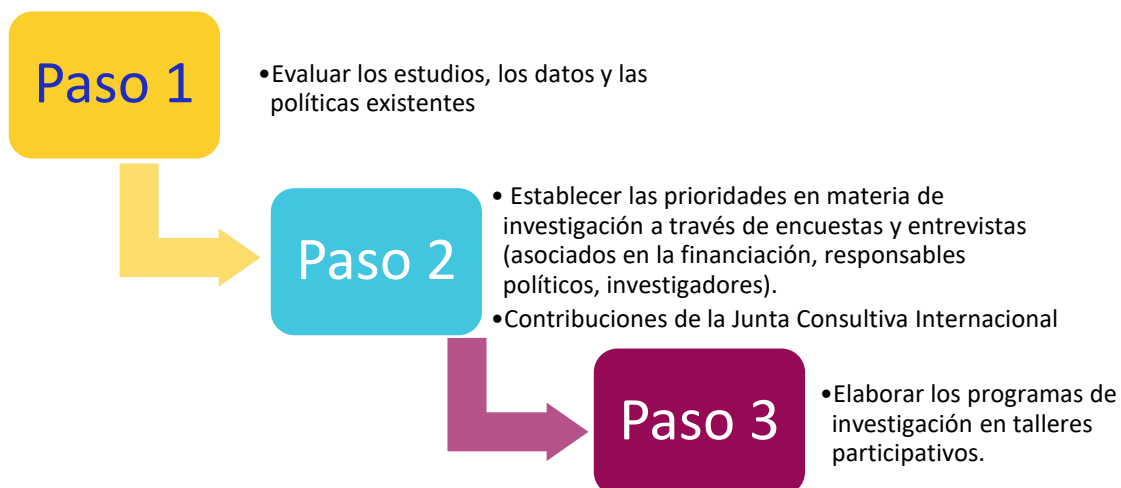 Paso 1
•Evaluar los estudios, los datos y las
políticas existentes
Paso 2
• Establecer las prioridades en materia de
investigación a través de encuestas y entrevistas
(asociados en la financiación, responsables
políticos, investigadores).
•Contribuciones de la Junta Consultiva Internacional
Paso 3
•Elaborar los programas de
investigación en talleres
participativos.